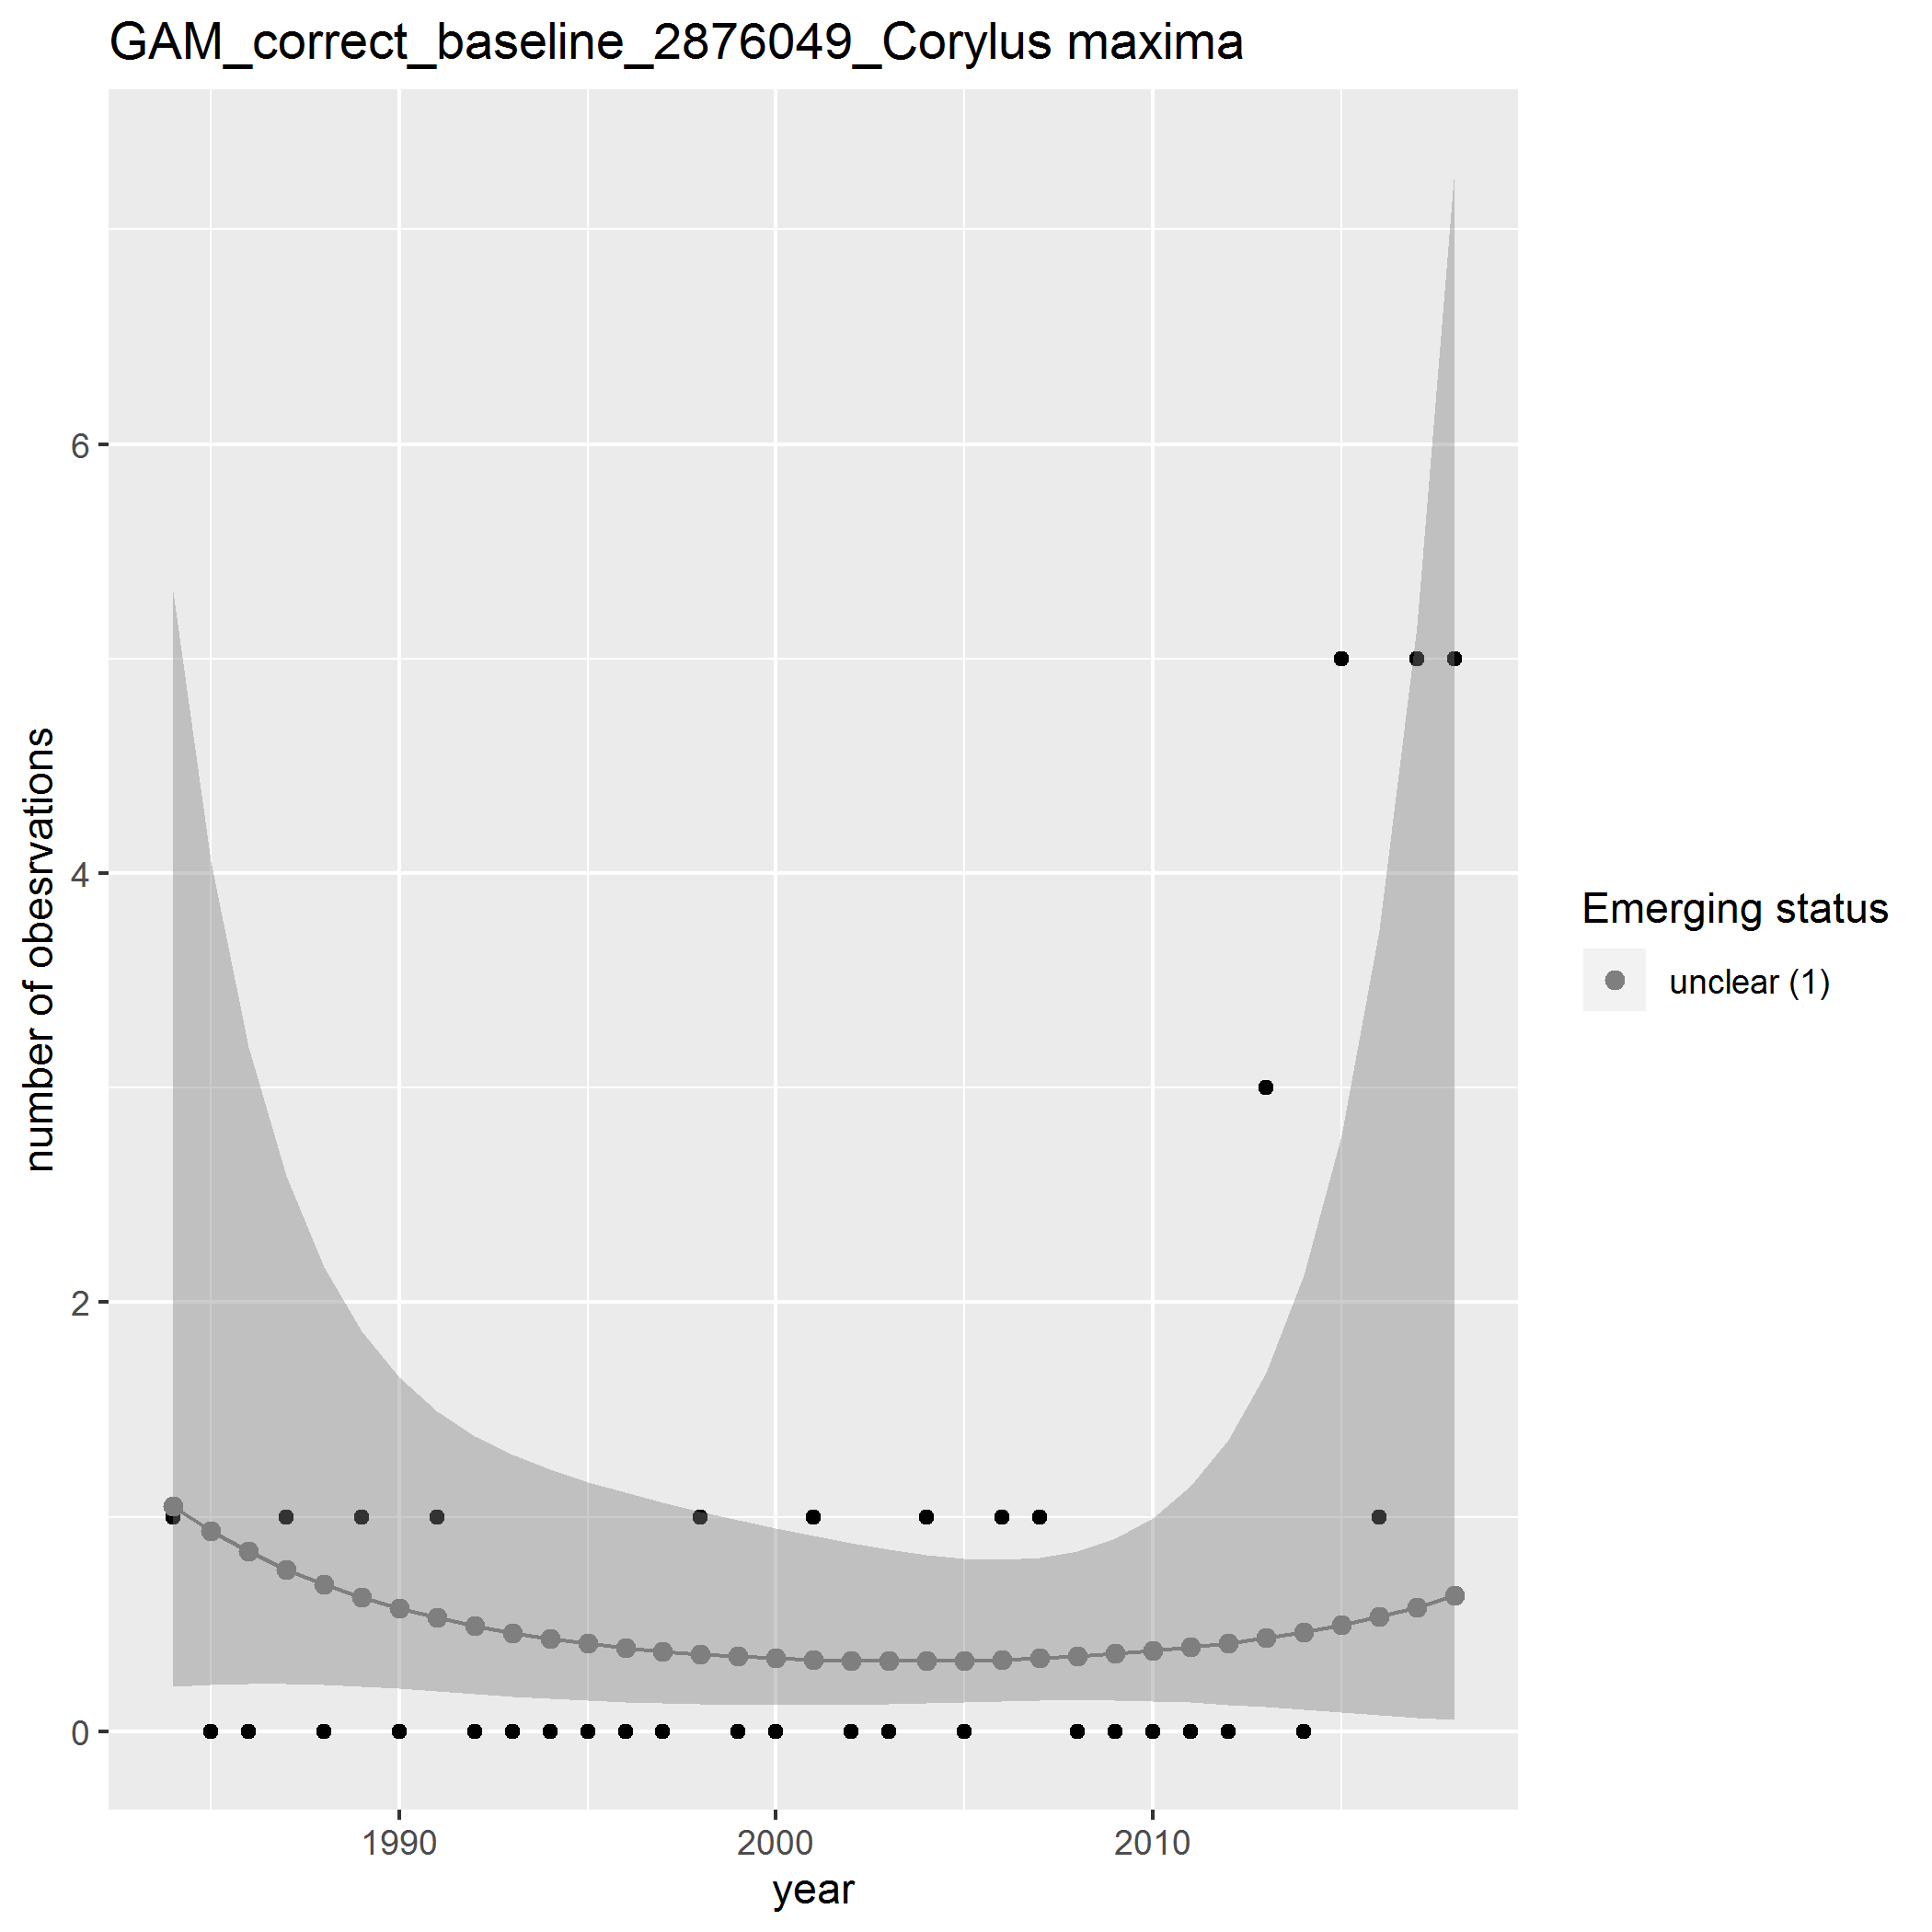 GAM_correct_baseline_2876049_Corylus maxima
number of obesrvations
6
4
2
0
1990
2000
2010
year
Emerging status
unclear (1)